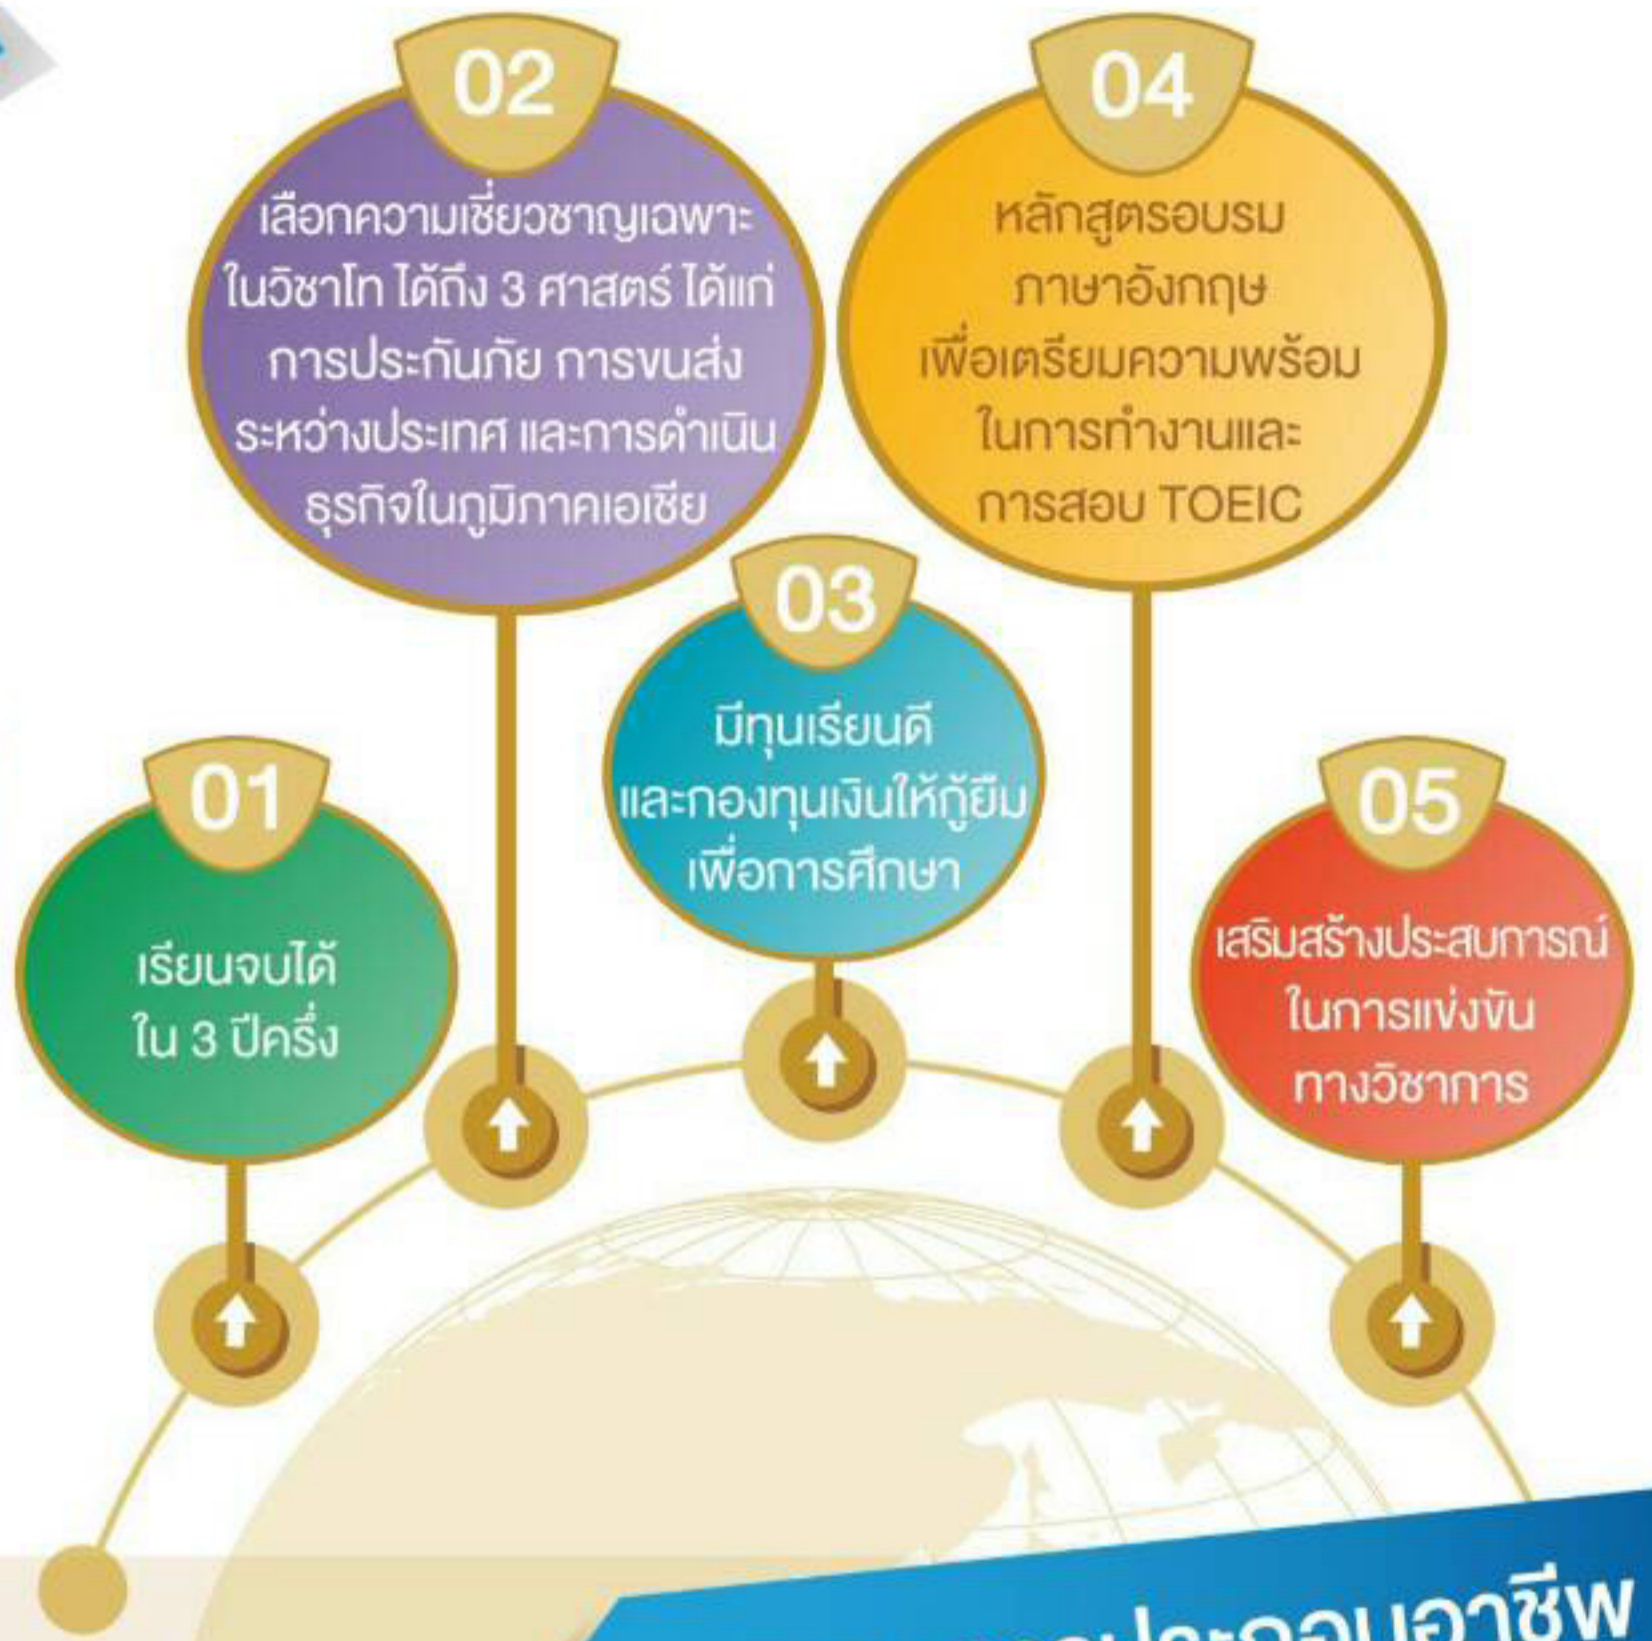 01
เรียนจบได้
ใน 3 ปีครึ่ง
02
เลือกความเชี่ยวชาญเฉพาะ
ในวิชาโท ได้ถึง 3 ศาสตร์ ได้แก่
การประกันภัย การขนส่ง
ระหว่างประเทศ และการดำเนิน
ธุรกิจในภูมิภาคเอเชีย
03
มีทุนเรียนดี
และกองทุนเงินให้กู้ยืม
เพื่อการศึกษา
04
หลักสูตรอบรม
ภาษาอังกฤษ
เพื่อเตรียมความพร้อม
ในการทำงานและ
การสอบ TOEIC
05
เสริมสร้างประสบการณ์
ในการแข่งขัน
ทางวิชาการ
ประกอบอาชีพ